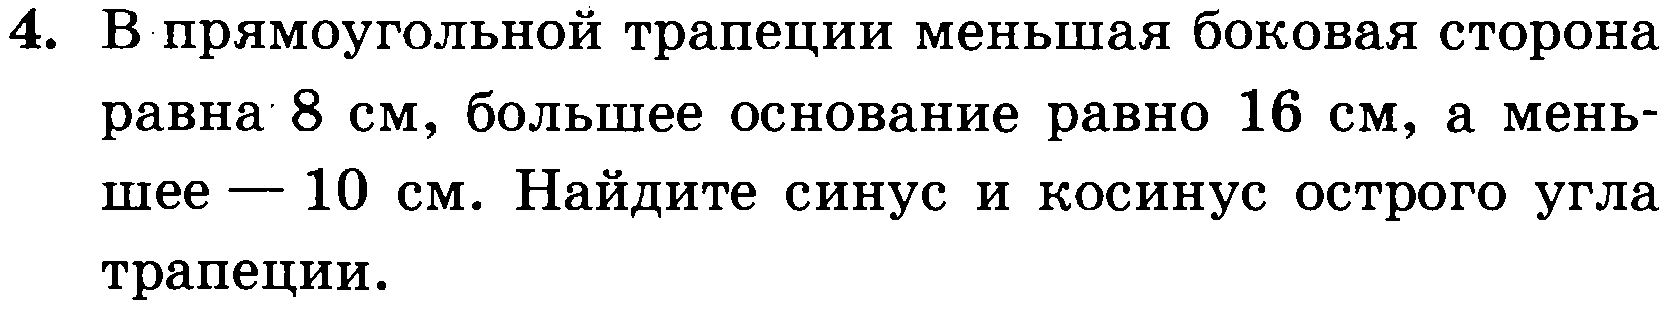 4. В прямоугольной трапеции меньшая боковая сторона
равна 8 см, большее основание равно 16 см, а мень-
шее — 10 см. Найдите синус и косинус острого угла
трапеции.